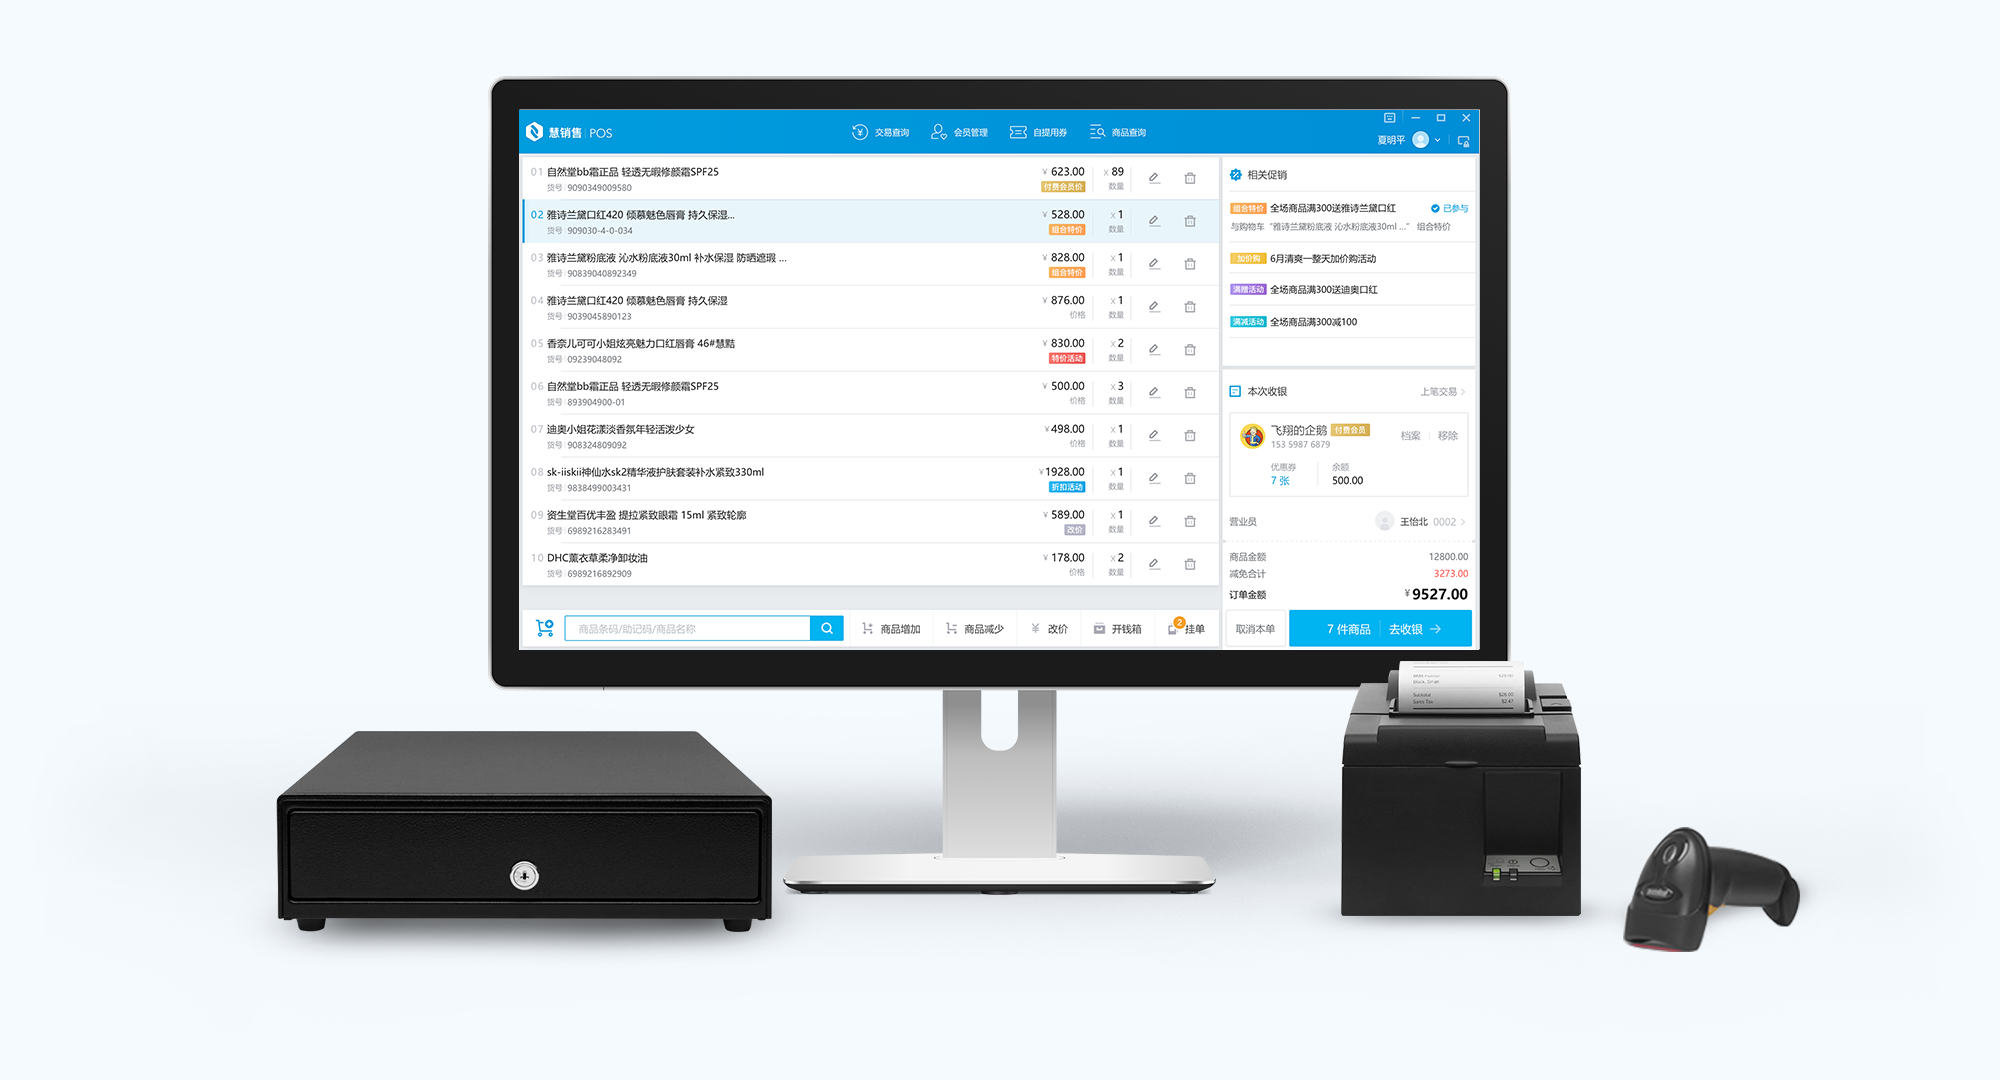 慧销售 POS
交易查询 会员管理 自提用券 商品查询
夏明平
01 自然堂bb霜正品 轻透无暇修颜霜SPF25 ¥ 623.00 x 89
货号 9090349009580 付费会员价 数量
02 雅诗兰黛口红420 倾慕魅色唇膏 持久保湿... ¥ 528.00 x 1
货号 909030-4-0-034 组合特价 数量
03 雅诗兰黛粉底液 沁水粉底液30ml 补水保湿 防晒遮瑕 ... ¥ 828.00 x 1
货号 90839040892349 组合特价 数量
04 雅诗兰黛口红420 倾慕魅色唇膏 持久保湿 ¥ 876.00 x 1
货号 9039045890123 价格 数量
05 香奈儿可可小姐炫亮魅力口红唇膏 46#慧黠 ¥ 830.00 x 2
货号 09239048092 特价活动 数量
06 自然堂bb霜正品 轻透无暇修颜霜SPF25 ¥ 500.00 x 3
货号 893904900-01 价格 数量
07 迪奥小姐花漾淡香氛年轻活泼少女 ¥ 498.00 x 1
货号 908324809092 价格 数量
08 sk-iiskii神仙水sk2精华液护肤套装补水紧致330ml ¥ 1928.00 x 1
货号 9838499003431 折扣活动 数量
09 资生堂百优丰盈 提拉紧致眼霜 15ml 紧致轮廓 ¥ 589.00 x 1
货号 6989216283491 改价 数量
10 DHC薰衣草柔净卸妆油 ¥ 178.00 x 2
货号 6989216892909 价格 数量
商品条码/助记码/商品名称 商品增加 商品减少 ¥ 改价 开钱箱 2 挂单
相关促销
组合特价 全场商品满300送雅诗兰黛口红 已参与
与购物车 “雅诗兰黛粉底液 沁水粉底液30ml ...” 组合特价
加价购 6月清爽一整天加价购活动
满赠活动 全场商品满300送迪奥口红
满减活动 全场商品满300减100
本次收银 上笔交易
飞翔的企鹅 付费会员 档案 移除
153 5987 6879
优惠券 余额
7 张 500.00
营业员 王怡北 0002
商品金额 12800.00
减免合计 3273.00
订单金额 ¥ 9527.00
取消本单 7 件商品 去收银
Black, Small
Subtotal $26.00
Sales Tax $2.47